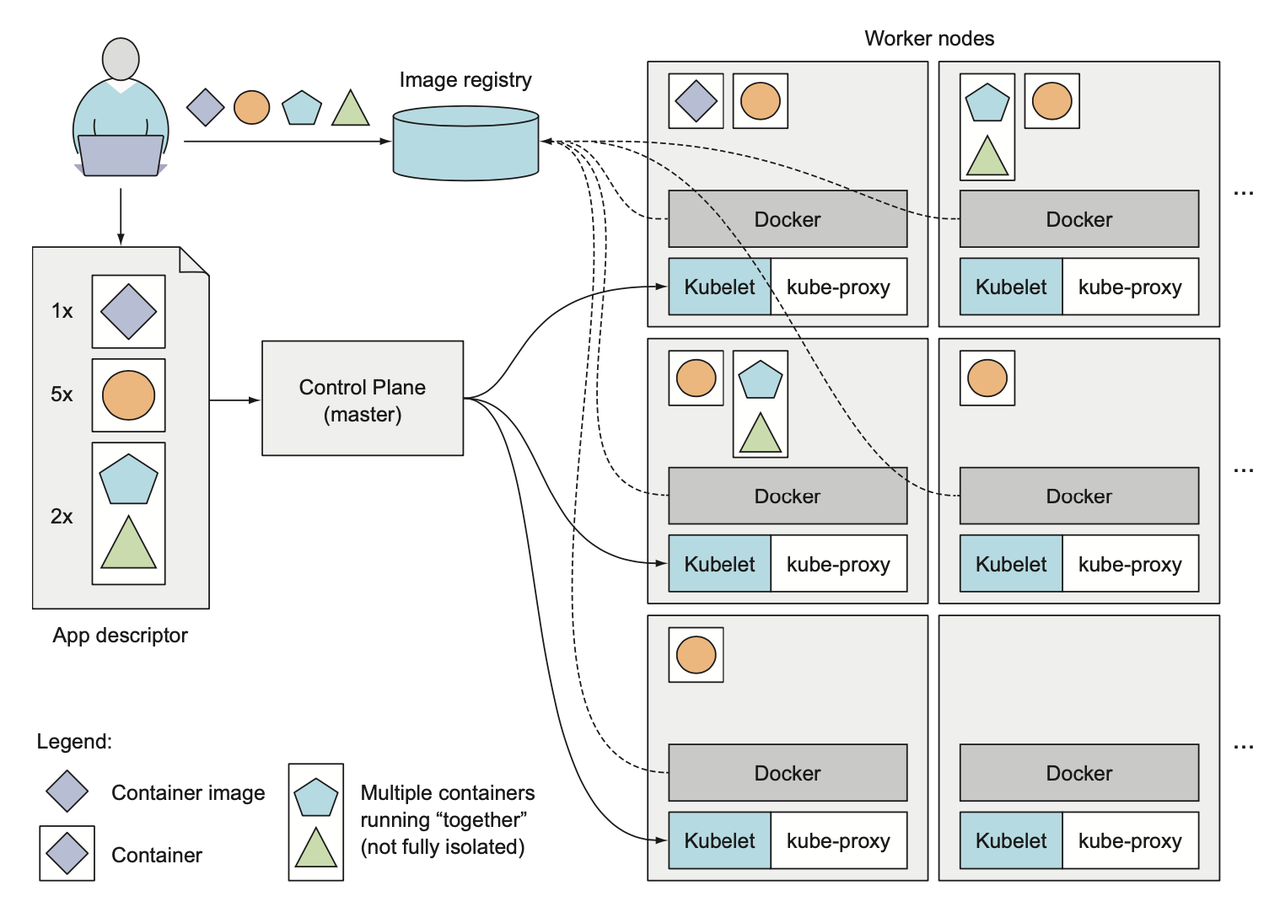 Worker nodes
Image registry
Docker
Kubelet
kube-proxy
Docker
Kubelet
kube-proxy
...
1x
5x
2x
App descriptor
Control Plane
(master)
Docker
Kubelet
kube-proxy
Docker
Kubelet
kube-proxy
...
Docker
Kubelet
kube-proxy
Docker
Kubelet
kube-proxy
...
Legend:
Container image
Container
Multiple containers
running “together”
(not fully isolated)